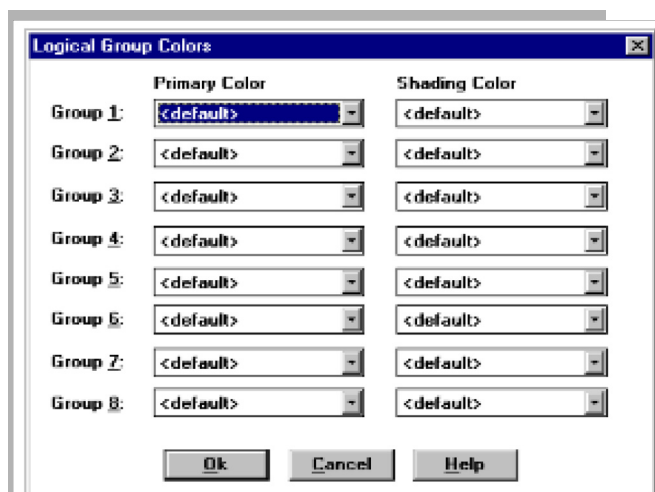 Logical Group Colors
Primary Color Shading Color
Group 1: <default> <default>
Group 2: <default> <default>
Group 3: <default> <default>
Group 4: <default> <default>
Group 5: <default> <default>
Group 6: <default> <default>
Group 7: <default> <default>
Group 8: <default> <default>
Ok Cancel Help